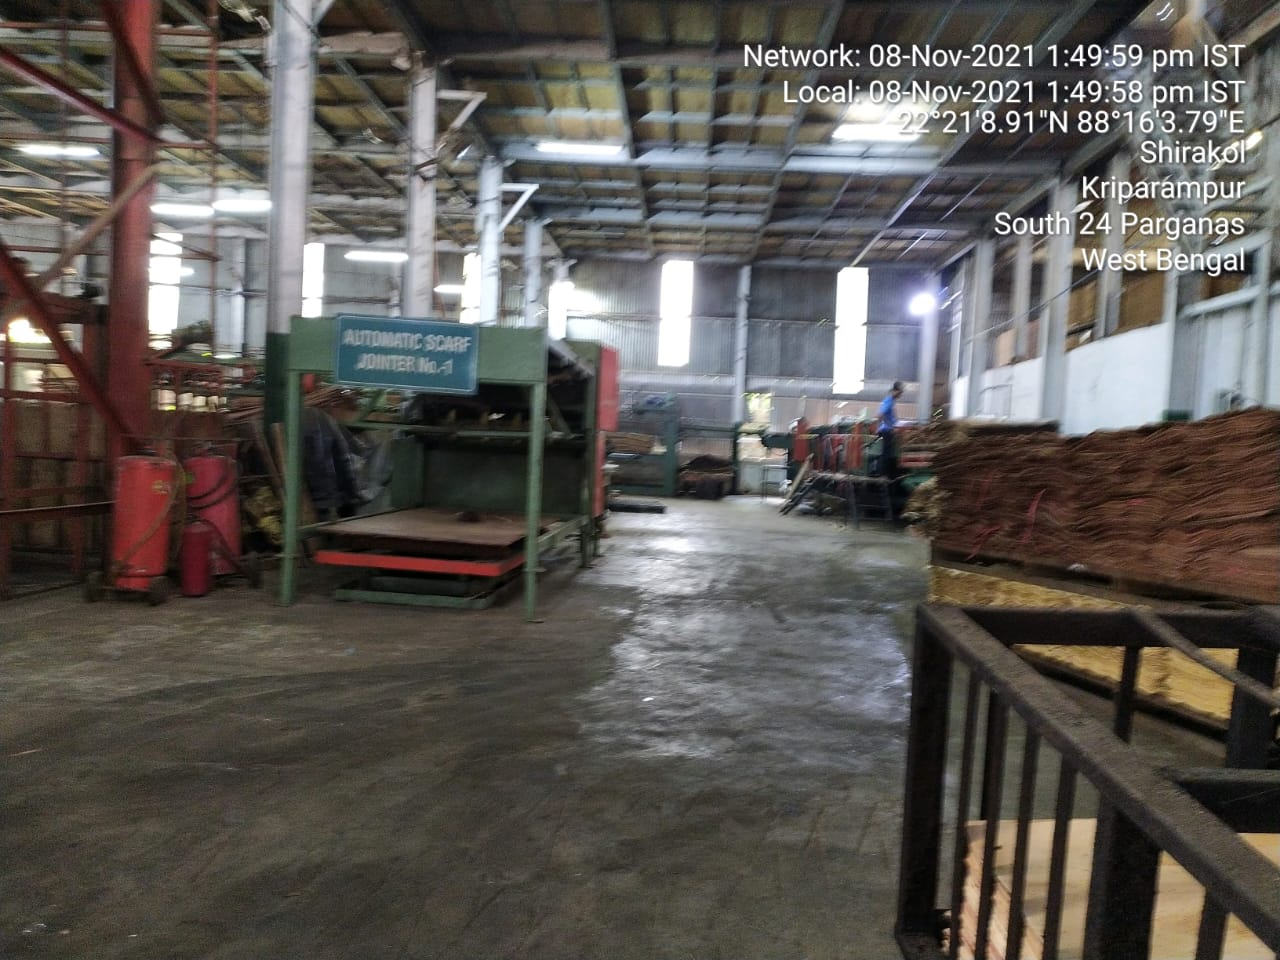 Network: 08-Nov-2021 1:49:59 pm IST
Local: 08-Nov-2021 1:49:58 pm IST
22°21'8.91"N 88°16'3.79"E
Shirakol
Kriparampur
South 24 Parganas
West Bengal
AUTOMATIC SCARF
JOINTER No.-1